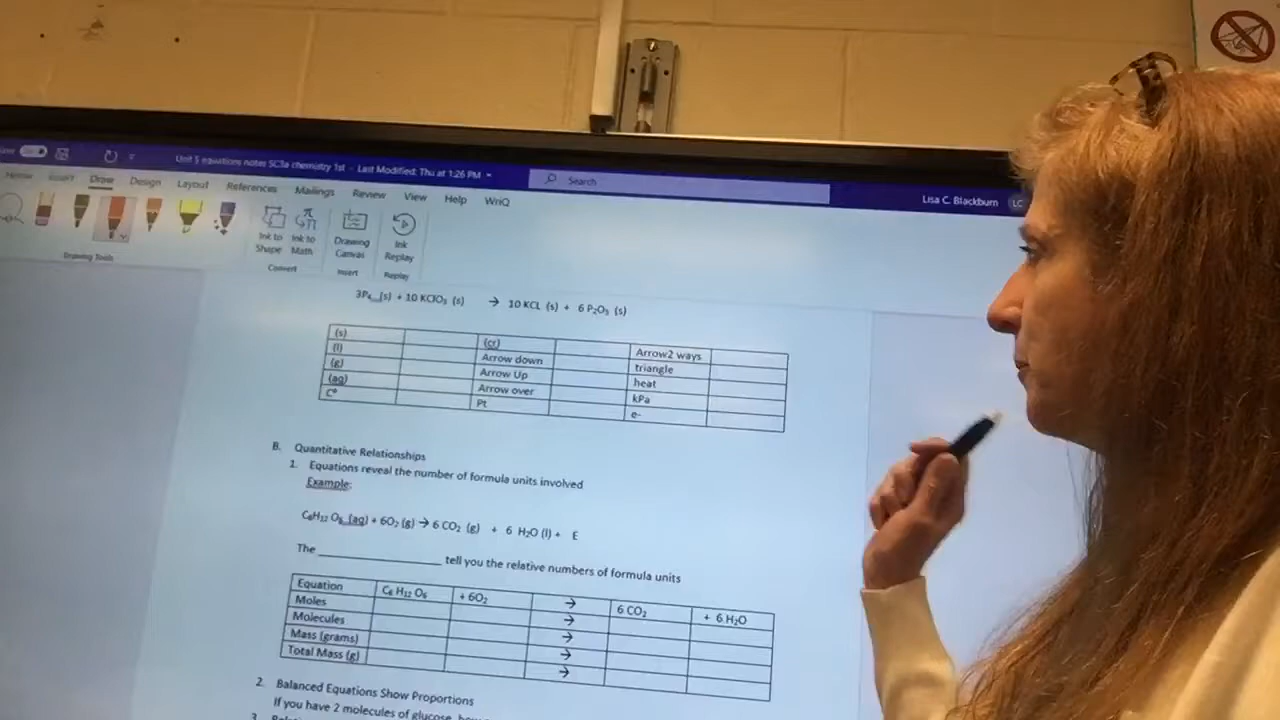 Unit 5 equations notes SC3a chemistry 1st - Last Modified: Thu at 1:26 PM
Search
Lisa C. Blackburn LC
Home Insert Draw Design Layout References Mailings Review View Help WriQ
Ink to Shape
Ink to Math
Drawing Canvas
Ink Replay
Drawing Tools
Convert
Insert
Replay
3P₄ (s) + 10 KClO₃ (s) → 10 KCL (s) + 6 P₂O₅ (s)
(s) (cr) Arrow2 ways
(l) Arrow down triangle
(g) Arrow Up heat
(aq) Arrow over kPa
C° Pt e-
B. Quantitative Relationships
1. Equations reveal the number of formula units involved
Example:
C₆H₁₂ O₆ (aq) + 6O₂ (g) → 6 CO₂ (g) + 6 H₂O (l) + E
The ________________ tell you the relative numbers of formula units
Equation C₆ H₁₂ O₆ + 6O₂ → 6 CO₂ + 6 H₂O
Moles →
Molecules →
Mass (grams) →
Total Mass (g) →
2. Balanced Equations Show Proportions
If you have 2 molecules of glucose,
3.